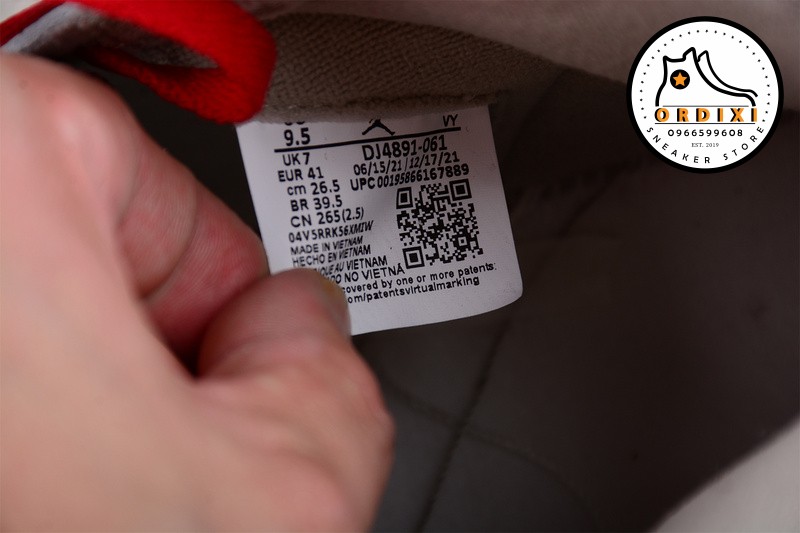 9.5
VY
UK 7
DJ4891-061
EUR 41
06/15/21 / 12/17/21
cm 26.5
UPC 00195866167889
BR 39.5
CN 265 (2.5)
04V5RRK56XMIW
MADE IN VIETNAM
HECHO EN VIETNAM
AU VIETNAM
NO VIETNÃ
covered by one or more patents:
com/patentsvirtualmarking
ORDIXI
0966599608
EST. 2019
SNEAKER STORE